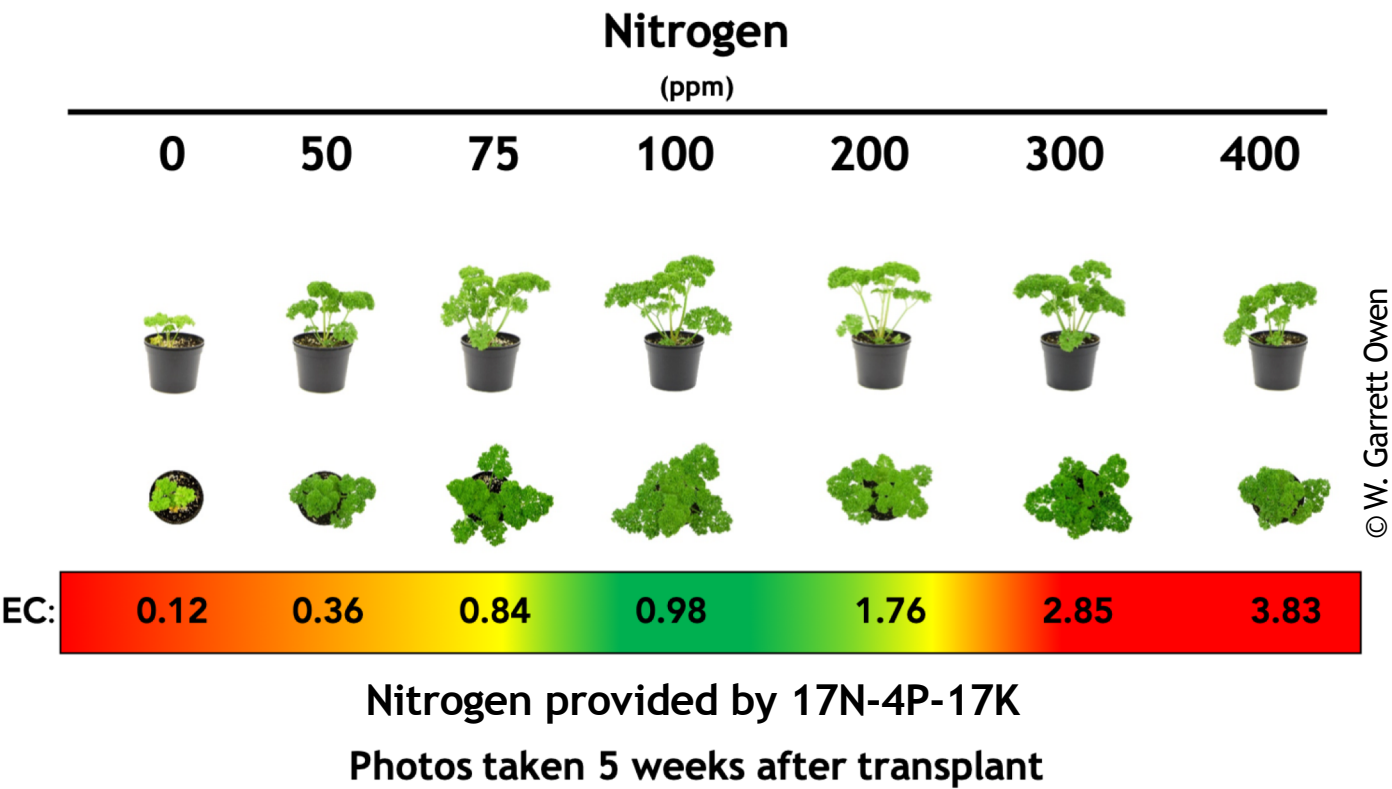 Nitrogen
(ppm)
0 50 75 100 200 300 400
© W. Garrett Owen
EC: 0.12 0.36 0.84 0.98 1.76 2.85 3.83
Nitrogen provided by 17N-4P-17K
Photos taken 5 weeks after transplant